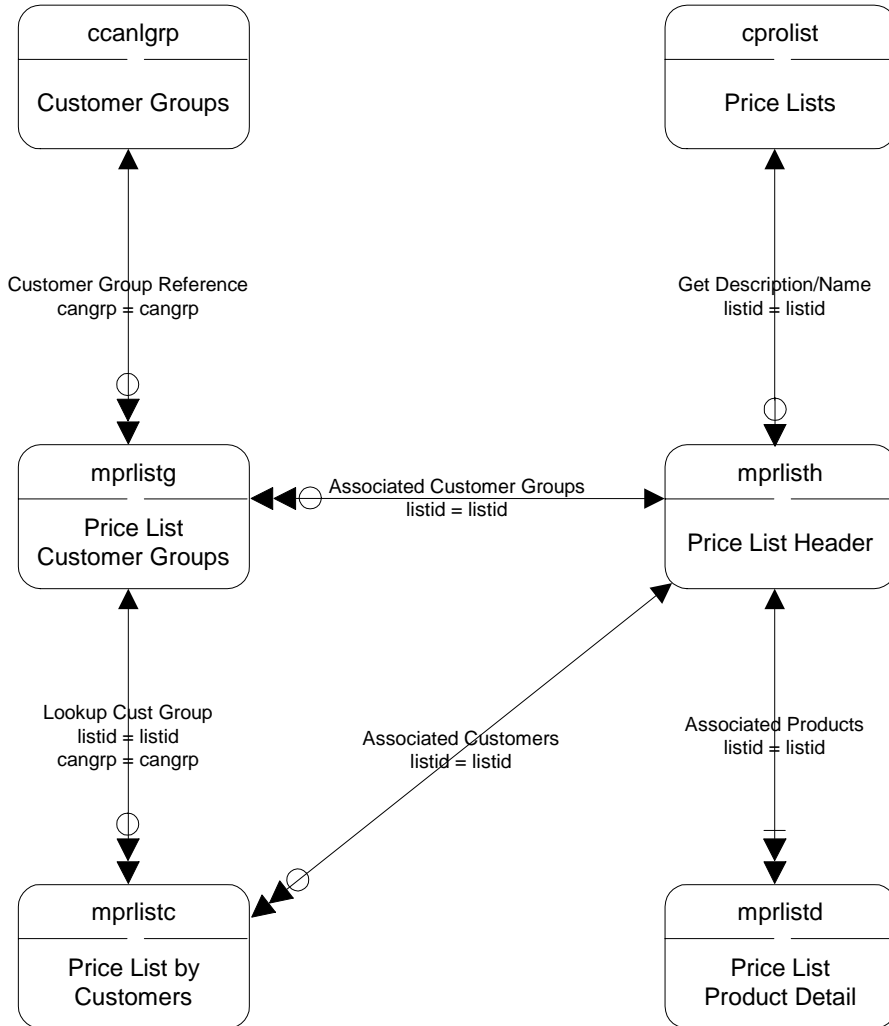 ccanlgrp
Customer Groups
cprolist
Price Lists
Customer Group Reference
cangrp = cangrp
Get Description/Name
listid = listid
mprlistg
Price List
Customer Groups
Associated Customer Groups
listid = listid
mprlisth
Price List Header
Lookup Cust Group
listid = listid
cangrp = cangrp
Associated Customers
listid = listid
Associated Products
listid = listid
mprlistc
Price List by
Customers
mprlistd
Price List
Product Detail